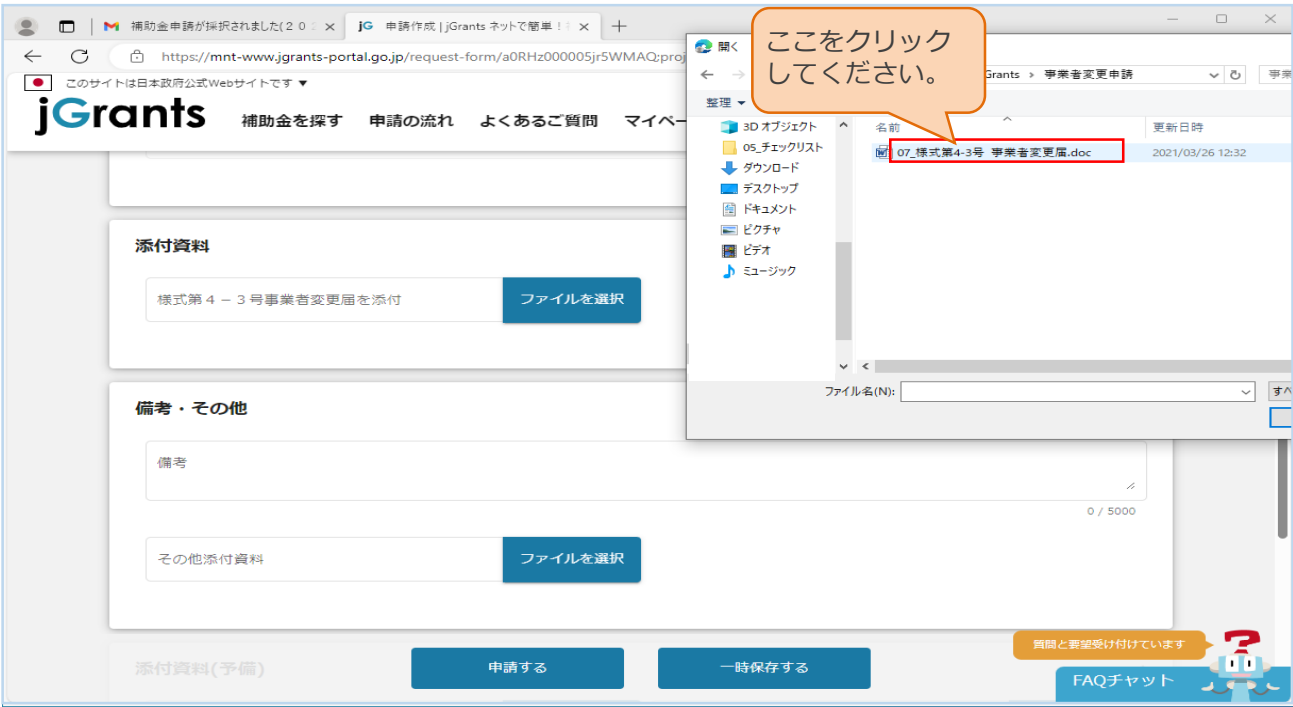 補助金申請が採択されました(２０
jG 申請作成 | jGrants ネットで簡単！
https://mnt-www.jgrants-portal.go.jp/request-form/a0RHz000005jr5WMAQ;proj
このサイトは日本政府公式Webサイトです ▼
jGrants
補助金を探す 申請の流れ よくあるご質問 マイペー
添付資料
様式第４－３号事業者変更届を添付
ファイルを選択
備考・その他
備考
0 / 5000
その他添付資料
ファイルを選択
添付資料(予備)
申請する
一時保存する
質問と要望受け付けています
FAQチャット
ここをクリック
してください。
開く
Grants › 事業者変更申請
事業
整理 ▼
3D オブジェクト
05_チェックリスト
ダウンロード
デスクトップ
ドキュメント
ピクチャ
ビデオ
ミュージック
名前
更新日時
07_様式第4-3号 事業者変更届.doc
2021/03/26 12:32
ファイル名(N):
すべ